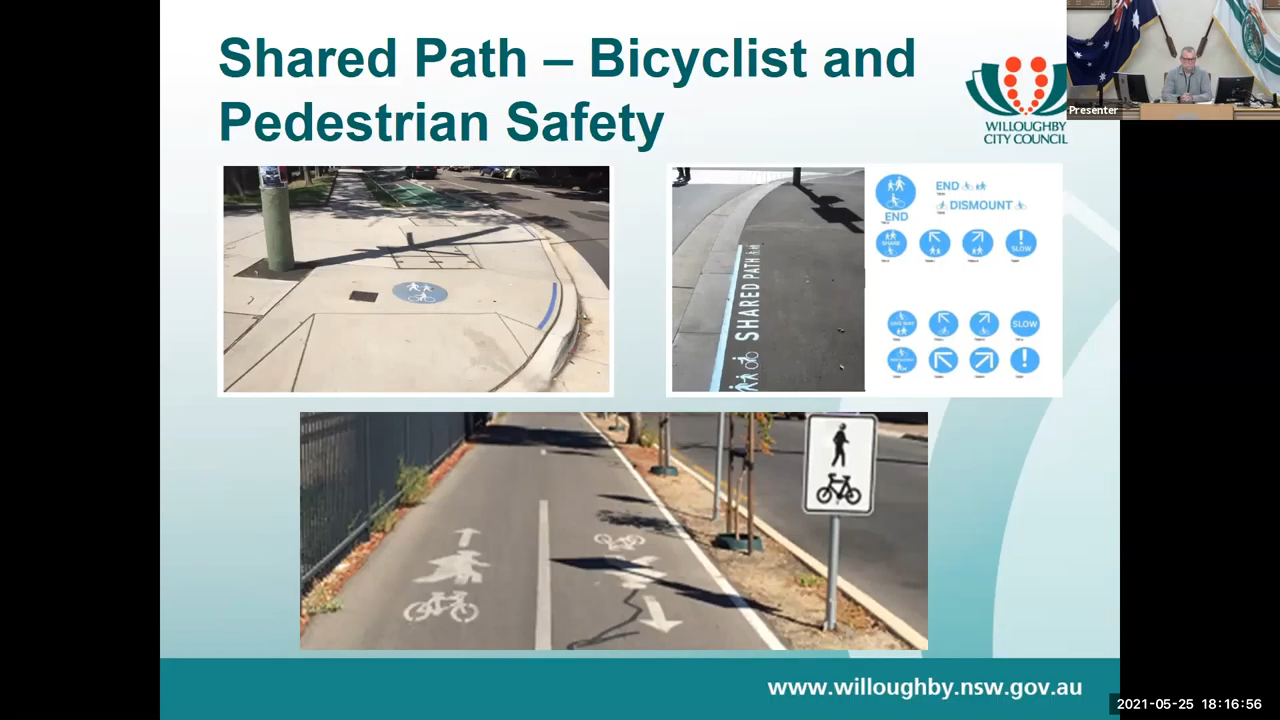 Shared Path – Bicyclist and
Pedestrian Safety
WILLOUGHBY
CITY COUNCIL
Presenter
SHARED PATH
END
END
DISMOUNT
SHARE
SLOW
GIVE WAY
SLOW
www.willoughby.nsw.gov.au
2021-05-25 18:16:56